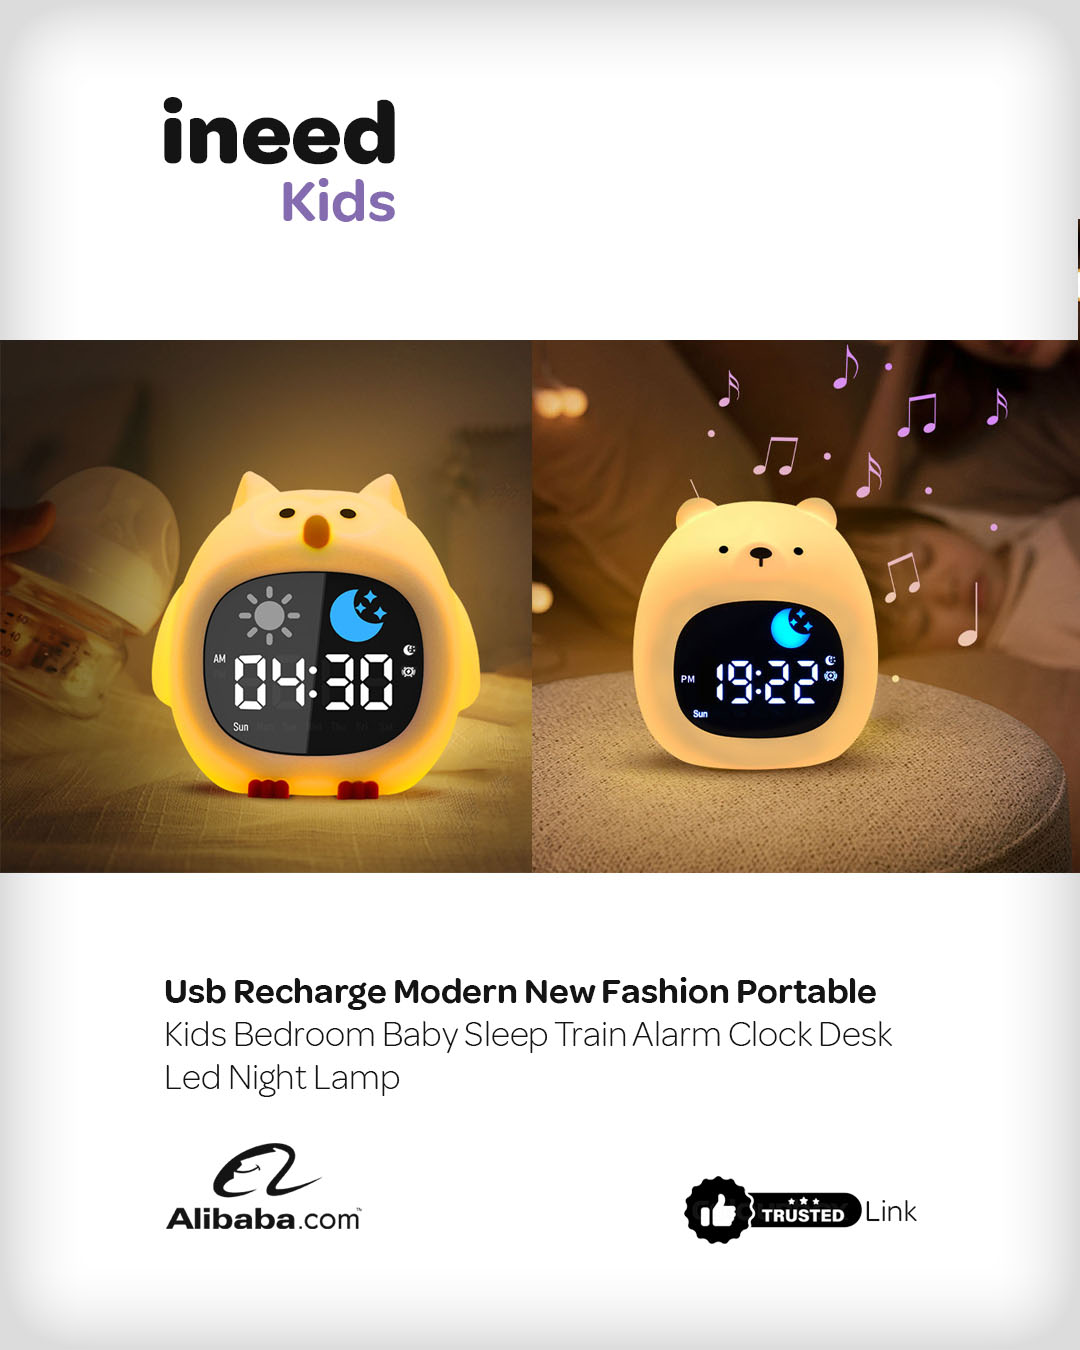 ineed
Kids
AM
04:30
Sun
PM
19:22
Sun
Usb Recharge Modern New Fashion Portable
Kids Bedroom Baby Sleep Train Alarm Clock Desk
Led Night Lamp
Alibaba.com
TRUSTED
Link